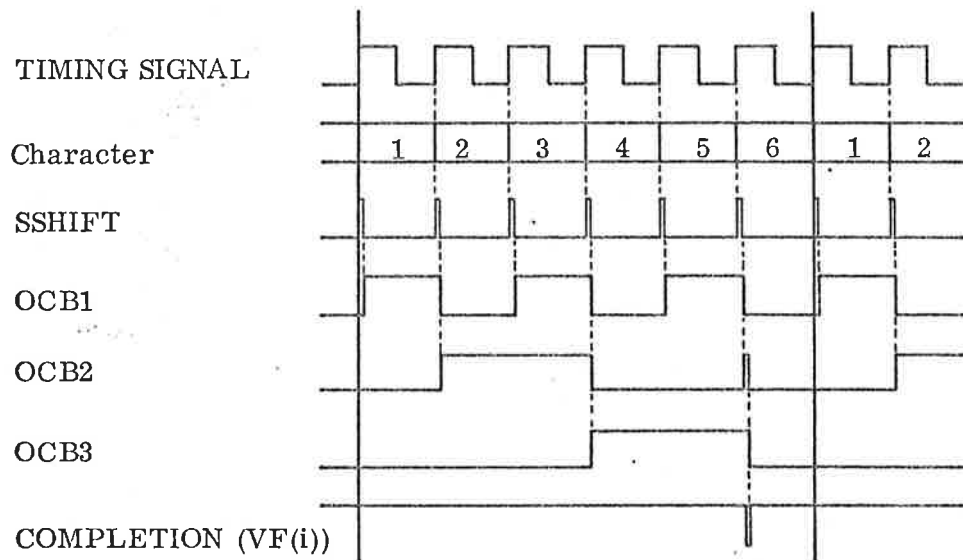 TIMING SIGNAL
Character 1 2 3 4 5 6 1 2
SSHIFT
OCB1
OCB2
OCB3
COMPLETION (VF(i))